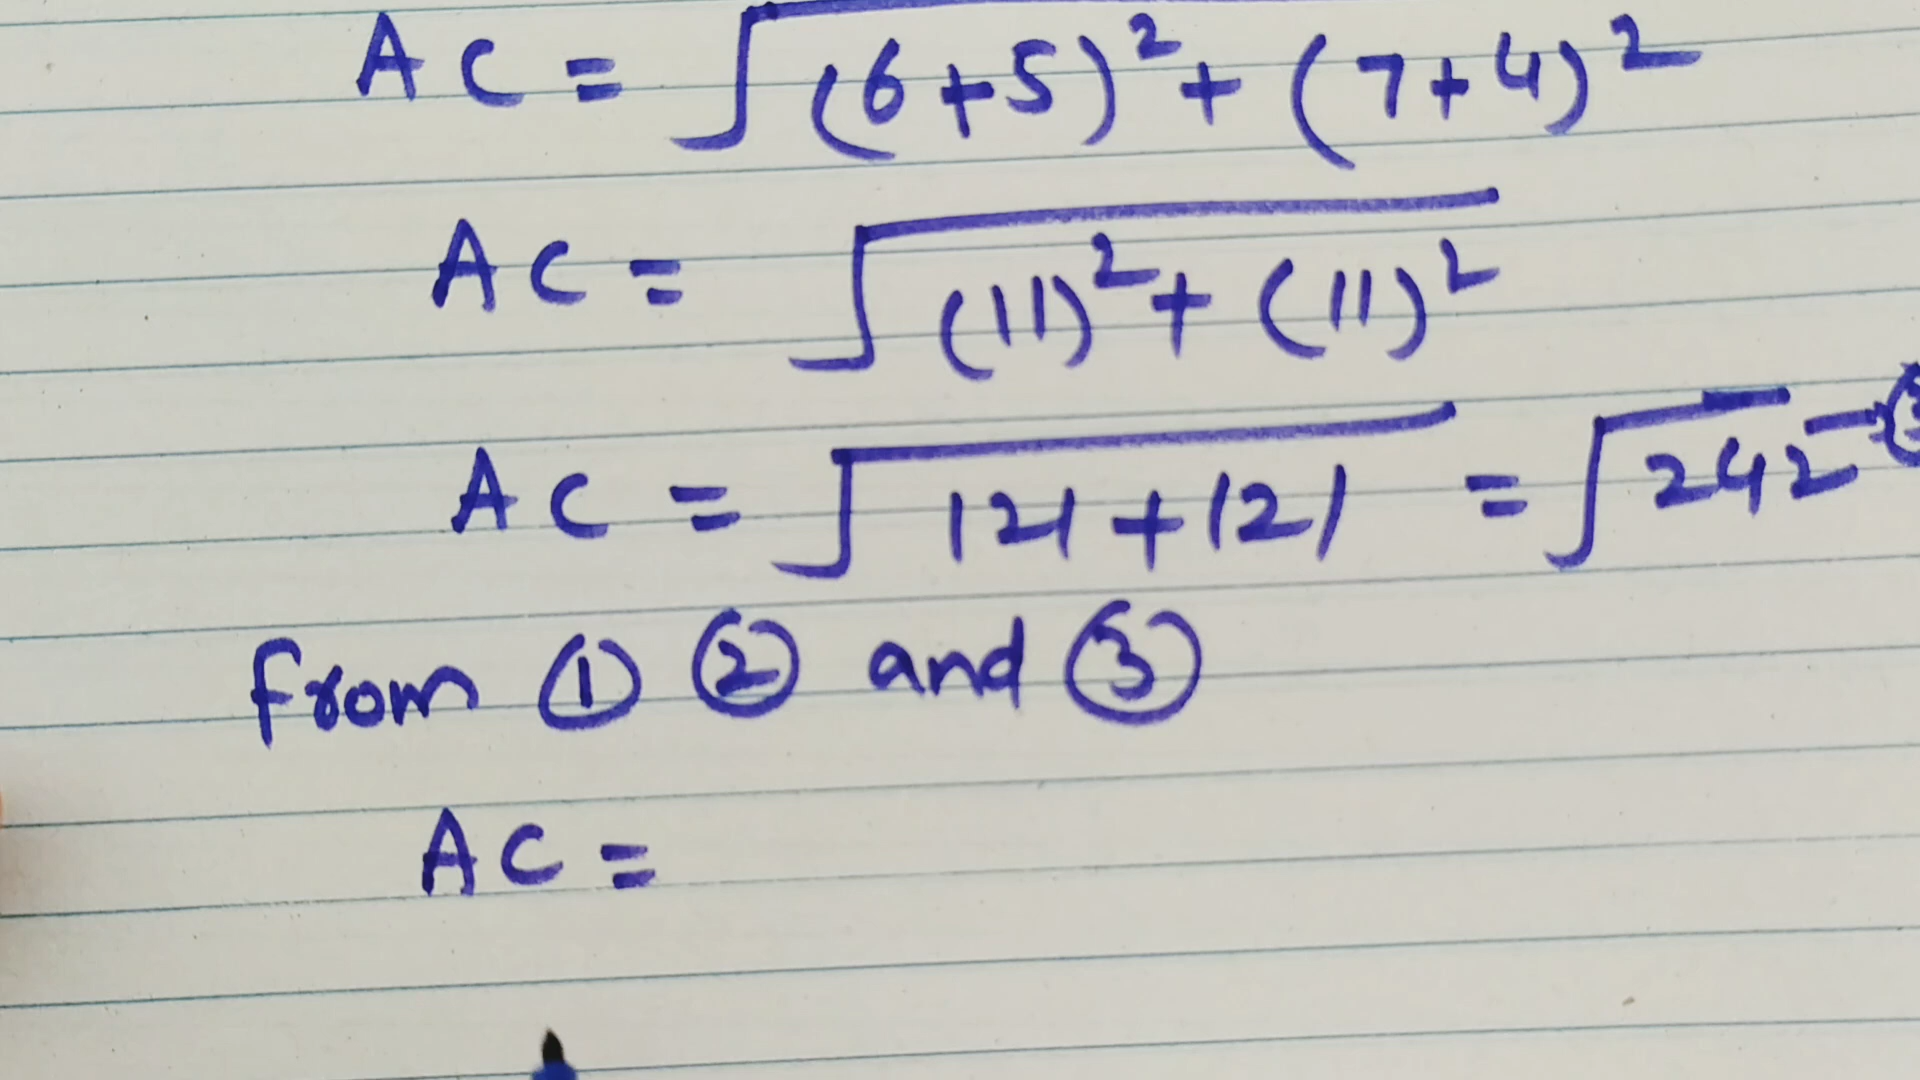 AC = √(6+5)² + (7+4)²
AC = √(11)² + (11)²
AC = √121 + 121 = √242 - ③
from ① ② and ③
AC =